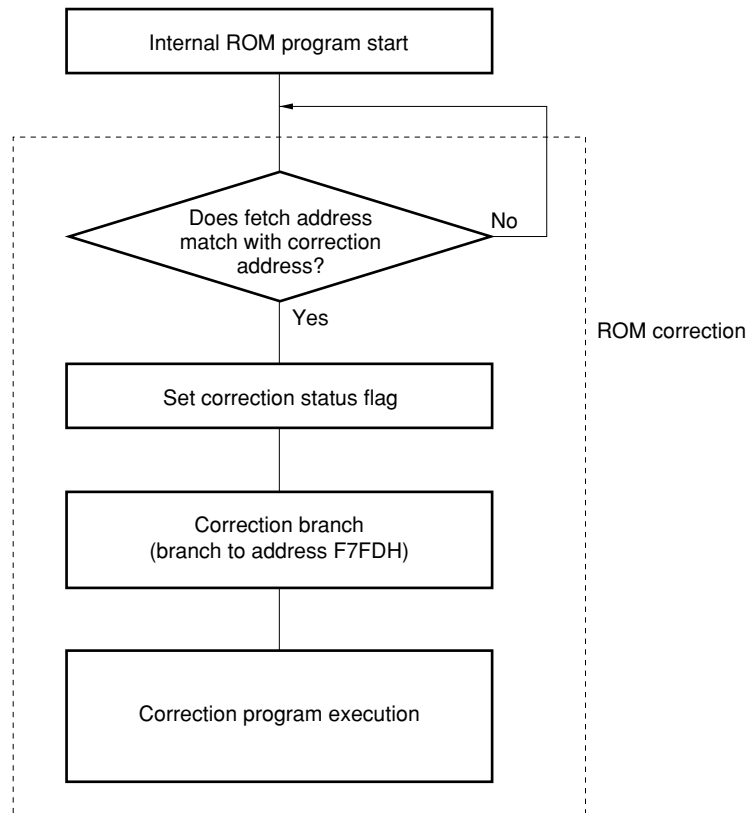 Internal ROM program start
Does fetch address
match with correction
address?
No
Yes
ROM correction
Set correction status flag
Correction branch
(branch to address F7FDH)
Correction program execution